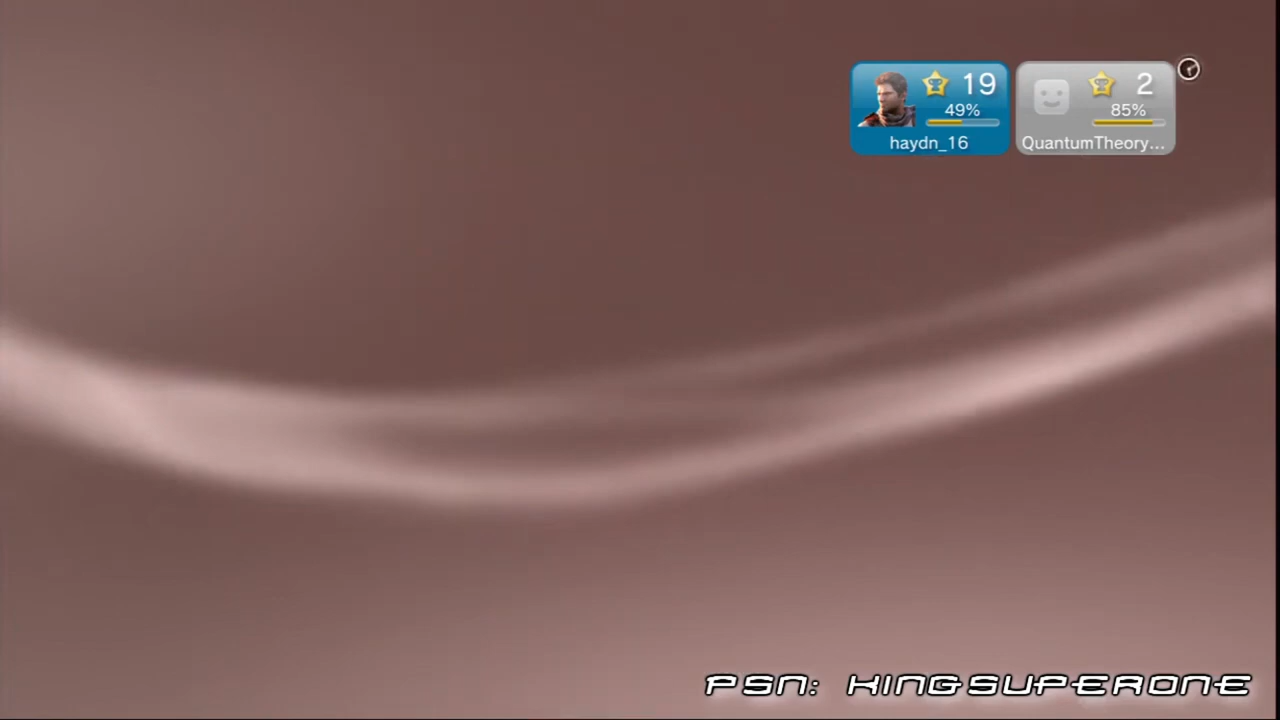 19
49%
haydn_16
2
85%
QuantumTheory...
PSN: KINGSUPERONE